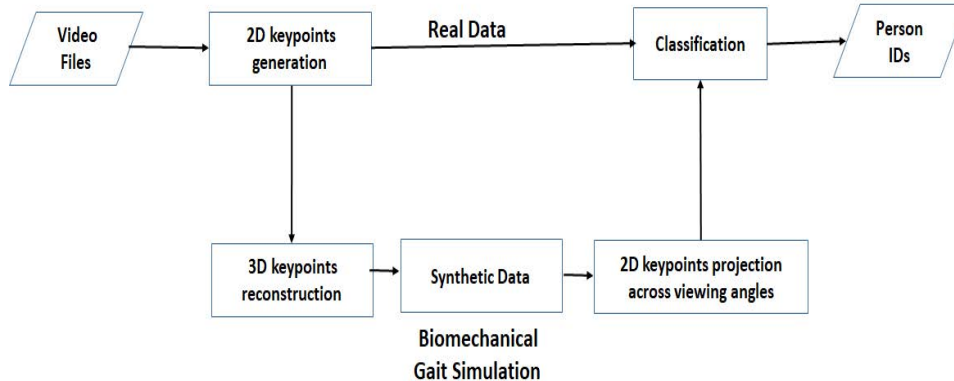 Video
Files
2D keypoints
generation
Real Data
Classification
Person
IDs
3D keypoints
reconstruction
Synthetic Data
2D keypoints projection
across viewing angles
Biomechanical
Gait Simulation